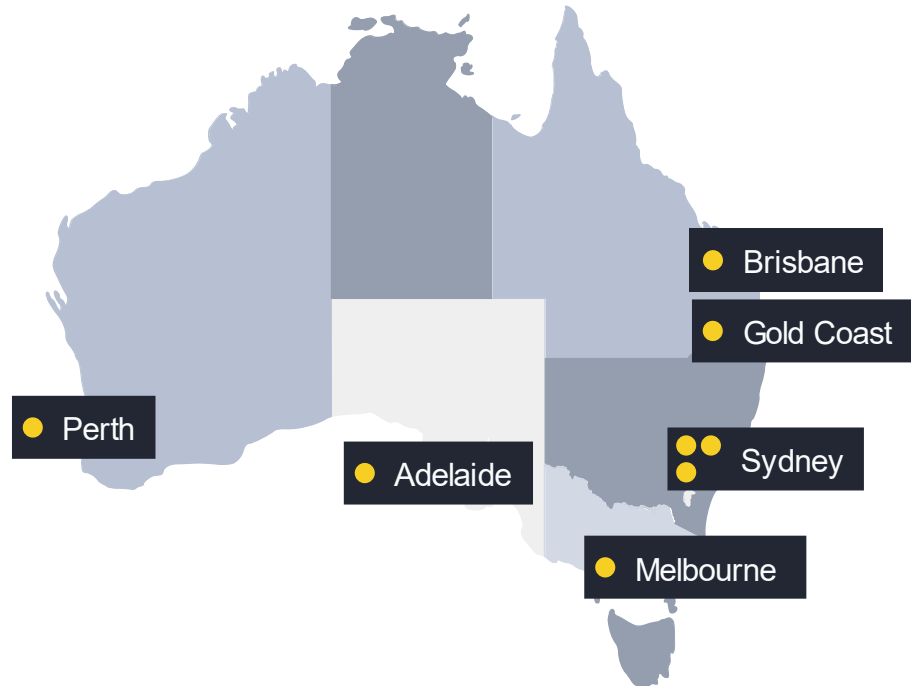 Brisbane
Gold Coast
Perth
Sydney
Adelaide
Melbourne